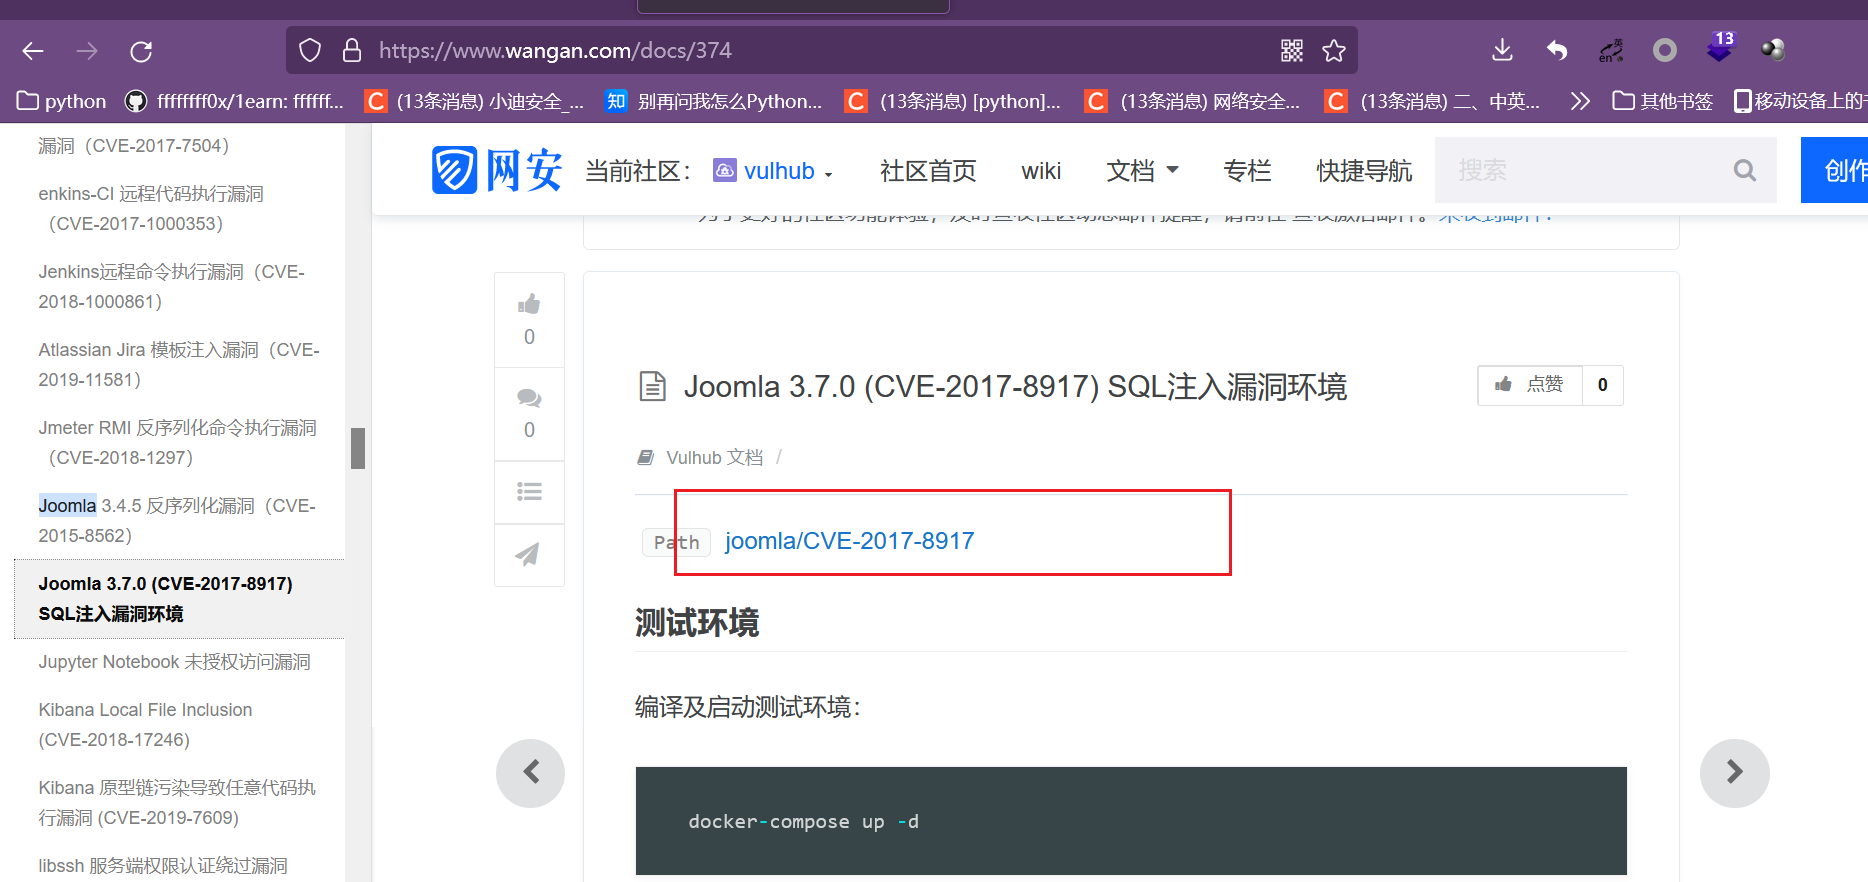 https://www.wangan.com/docs/374
13
python
ffffffff0x/1earn: ffffff...
(13条消息) 小迪安全_...
知 别再问我怎么Python...
(13条消息) [python]...
(13条消息) 网络安全...
(13条消息) 二、中英...
其他书签
移动设备上的书
网安
当前社区：
vulhub
社区首页
wiki
文档
专栏
快捷导航
搜索
创作
漏洞（CVE-2017-7504）
enkins-CI 远程代码执行漏洞
（CVE-2017-1000353）
Jenkins远程命令执行漏洞（CVE-
2018-1000861）
Atlassian Jira 模板注入漏洞（CVE-
2019-11581）
Jmeter RMI 反序列化命令执行漏洞
（CVE-2018-1297）
Joomla 3.4.5 反序列化漏洞（CVE-
2015-8562）
Joomla 3.7.0 (CVE-2017-8917)
SQL注入漏洞环境
Jupyter Notebook 未授权访问漏洞
Kibana Local File Inclusion
(CVE-2018-17246)
Kibana 原型链污染导致任意代码执
行漏洞 (CVE-2019-7609)
libssh 服务端权限认证绕过漏洞
0
0
Joomla 3.7.0 (CVE-2017-8917) SQL注入漏洞环境
点赞 0
Vulhub 文档 /
Path joomla/CVE-2017-8917
测试环境
编译及启动测试环境：
docker-compose up -d